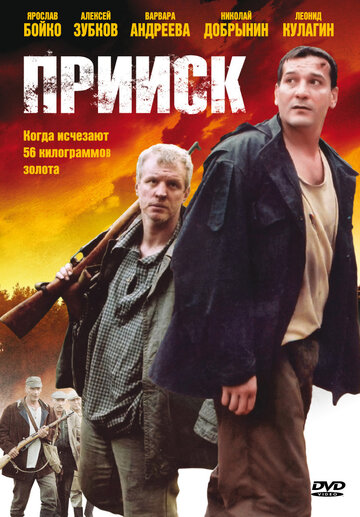 ЯРОСЛАВ АЛЕКСЕЙ ВАРВАРА НИКОЛАЙ ЛЕОНИД
БОЙКО ЗУБКОВ АНДРЕЕВА ДОБРЫНИН КУЛАГИН
ПРИИСК
Когда исчезают
56 килограммов
золота
DVD
VIDEO